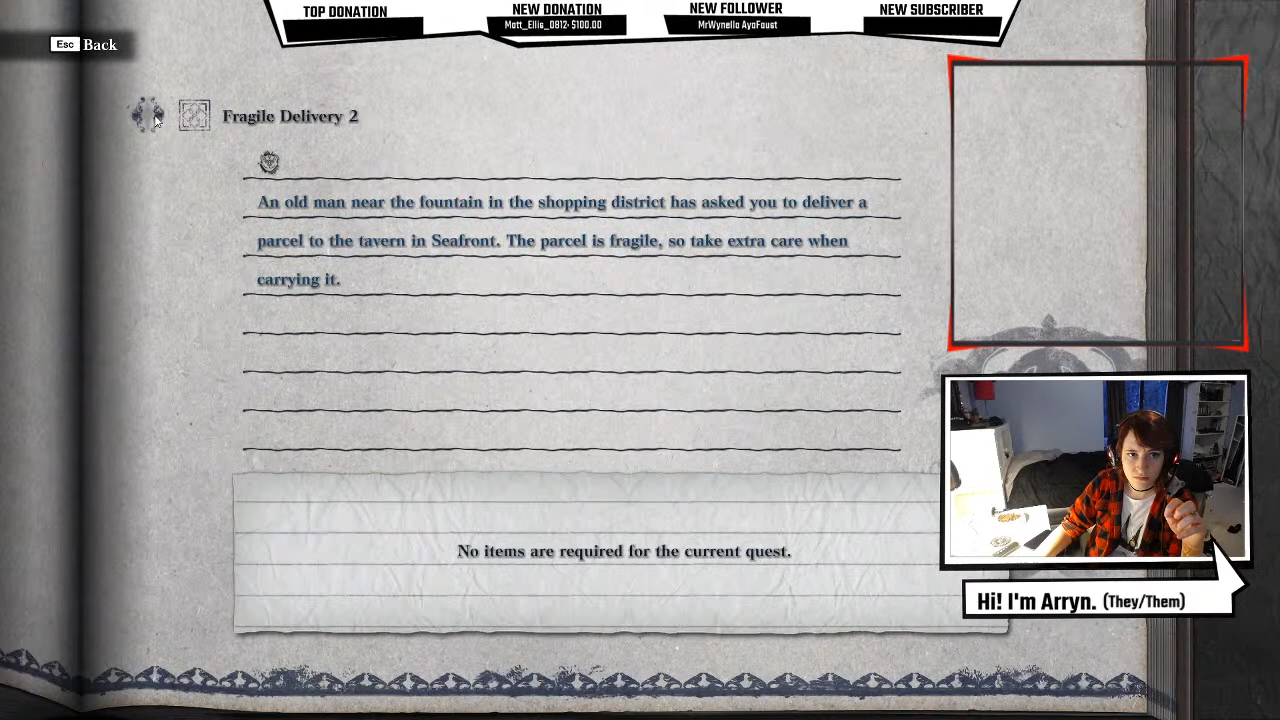 TOP DONATION
NEW DONATION
Matt_Ellis_0812: $100.00
NEW FOLLOWER
MrWynello AyoFaust
NEW SUBSCRIBER
Esc Back
Fragile Delivery 2
An old man near the fountain in the shopping district has asked you to deliver a
parcel to the tavern in Seafront. The parcel is fragile, so take extra care when
carrying it.
No items are required for the current quest.
Hi! I'm Arryn. (They/Them)